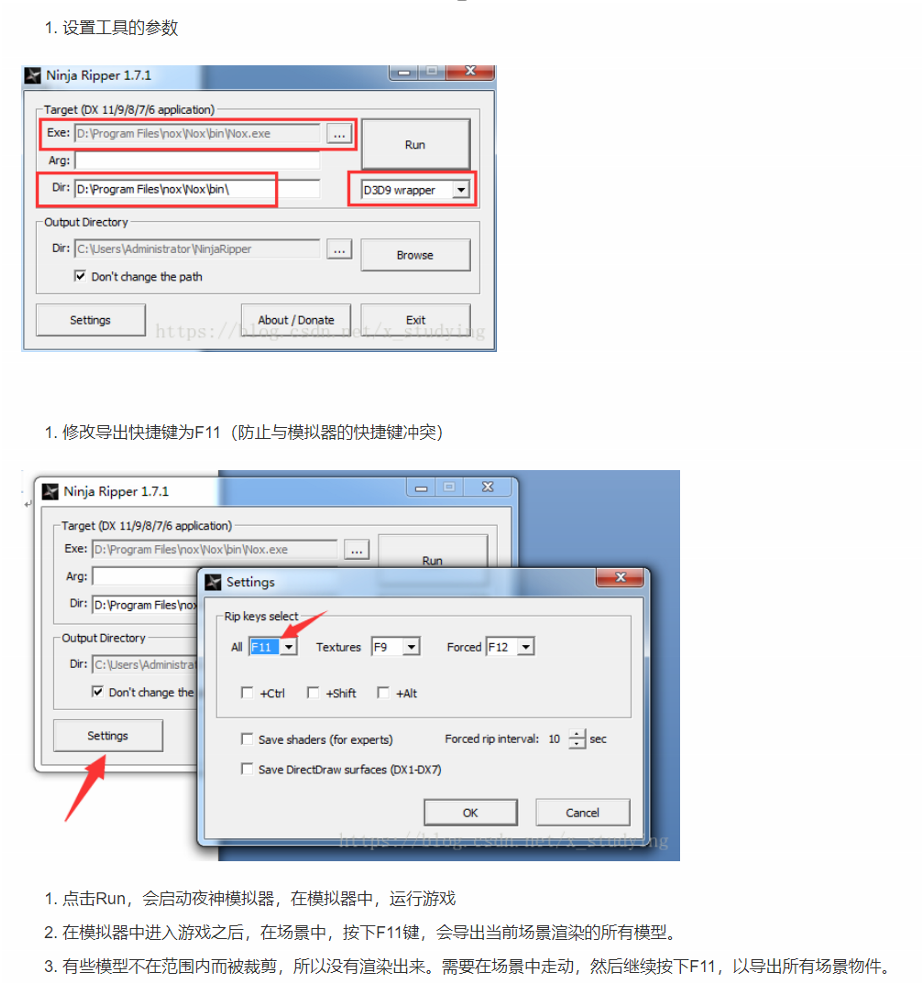 1. 设置工具的参数
Ninja Ripper 1.7.1
Target (DX 11/9/8/7/6 application)
Exe: D:\Program Files\nox\Nox\bin\Nox.exe ... Run
Arg:
Dir: D:\Program Files\nox\Nox\bin\ D3D9 wrapper
Output Directory
Dir: C:\Users\Administrator\NinjaRipper ... Browse
Don't change the path
Settings About / Donate Exit
https://blog.csdn.net/x_studying
1. 修改导出快捷键为F11（防止与模拟器的快捷键冲突）
Ninja Ripper 1.7.1
Target (DX 11/9/8/7/6 application)
Exe: D:\Program Files\nox\Nox\bin\Nox.exe ... Run
Arg:
Dir: D:\Program Files\nox
Output Directory
Dir: C:\Users\Administra
Don't change the
Settings
Settings
Rip keys select
All F11 Textures F9 Forced F12
+Ctrl +Shift +Alt
Save shaders (for experts) Forced rip interval: 10 sec
Save DirectDraw surfaces (DX1-DX7)
OK Cancel
https://blog.csdn.net/x_studying
1. 点击Run，会启动夜神模拟器，在模拟器中，运行游戏
2. 在模拟器中进入游戏之后，在场景中，按下F11键，会导出当前场景渲染的所有模型。
3. 有些模型不在范围内而被裁剪，所以没有渲染出来。需要在场景中走动，然后继续按下F11，以导出所有场景物件。